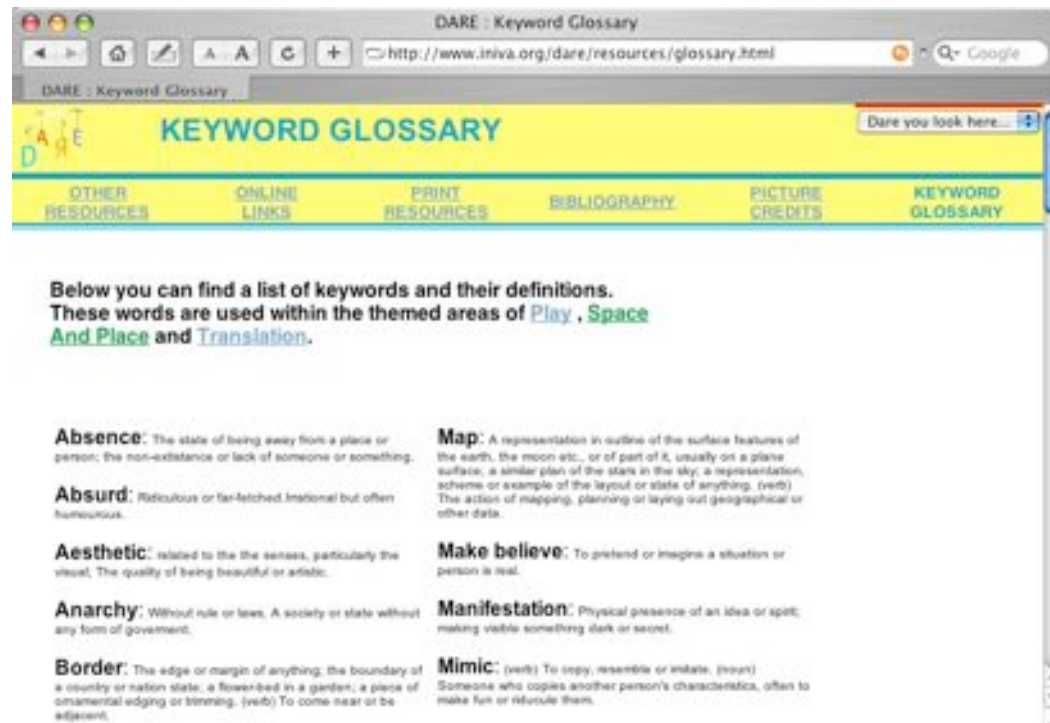 DARE : Keyword Glossary
A A C + http://www.iniva.org/dare/resources/glossary.html Q- Google
DARE : Keyword Glossary
DARE
KEYWORD GLOSSARY
Dare you look here...
OTHER RESOURCES
ONLINE LINKS
PRINT RESOURCES
BIBLIOGRAPHY
PICTURE CREDITS
KEYWORD GLOSSARY
Below you can find a list of keywords and their definitions.
These words are used within the themed areas of Play , Space
And Place and Translation.
Absence: The state of being away from a place or
person; the non-existance or lack of someone or something.
Absurd: Ridiculous or far-fetched.Irrational but often
humourous.
Aesthetic: related to the the senses, particularly the
visual, The quality of being beautiful or artistic.
Anarchy: Without rule or laws. A society or state without
any form of goverment.
Border: The edge or margin of anything; the boundary of
a country or nation state; a flower-bed in a garden; a piece of
ornamental edging or trimming. (verb) To come near or be
adjacent.
Map: A representation in outline of the surface features of
the earth, the moon etc., or of part of it, usually on a plane
surface; a similar plan of the stars in the sky; a representation,
scheme or example of the layout or state of anything. (verb)
The action of mapping, planning or laying out geographical or
other data.
Make believe: To pretend or imagine a situation or
person is real.
Manifestation: Physical presence of an idea or spirit;
making visible something dark or secret.
Mimic: (verb) To copy, resemble or imitate. (noun)
Someone who copies another person's characteristics, often to
make fun or riducule them.